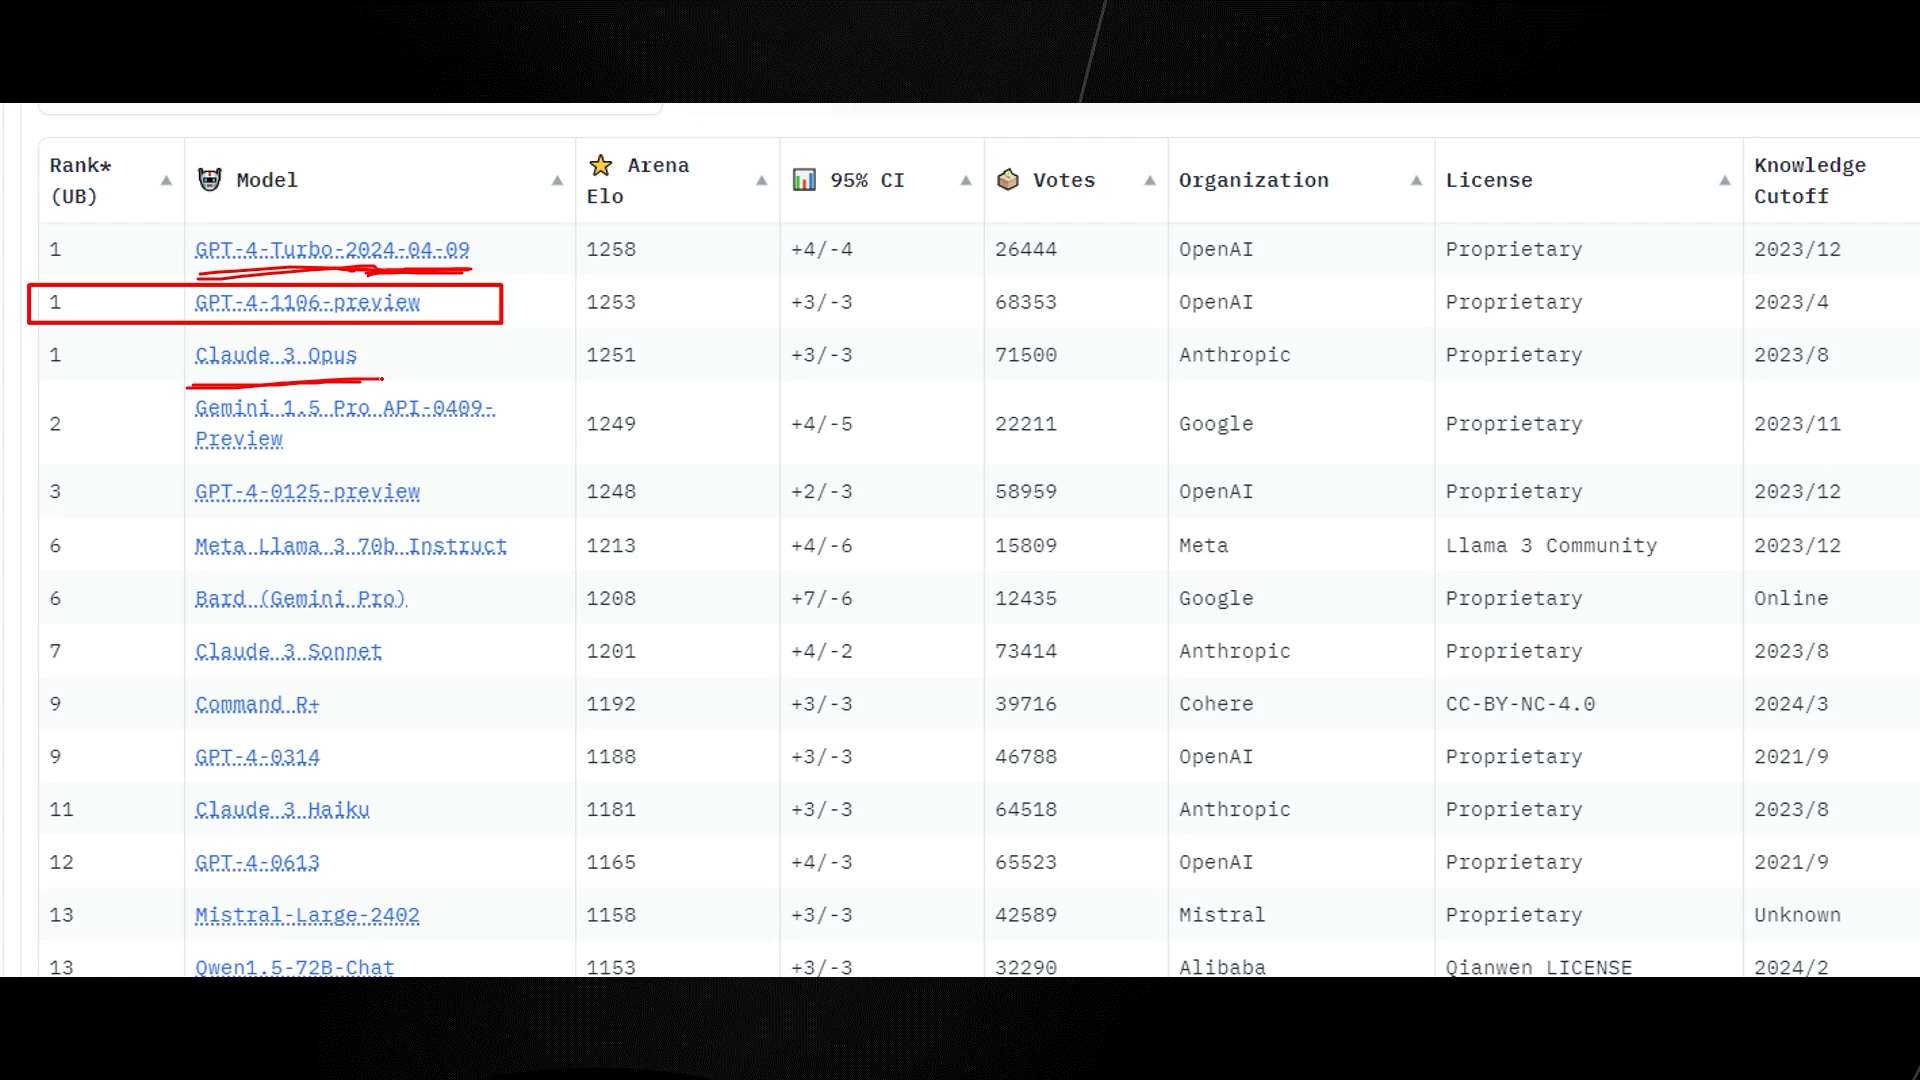 Rank* (UB) Model Arena Elo 95% CI Votes Organization License Knowledge Cutoff
1 GPT-4-Turbo-2024-04-09 1258 +4/-4 26444 OpenAI Proprietary 2023/12
1 GPT-4-1106-preview 1253 +3/-3 68353 OpenAI Proprietary 2023/4
1 Claude 3 Opus 1251 +3/-3 71500 Anthropic Proprietary 2023/8
2 Gemini 1.5 Pro API-0409-Preview 1249 +4/-5 22211 Google Proprietary 2023/11
3 GPT-4-0125-preview 1248 +2/-3 58959 OpenAI Proprietary 2023/12
6 Meta Llama 3 70b Instruct 1213 +4/-6 15809 Meta Llama 3 Community 2023/12
6 Bard (Gemini Pro) 1208 +7/-6 12435 Google Proprietary Online
7 Claude 3 Sonnet 1201 +4/-2 73414 Anthropic Proprietary 2023/8
9 Command R+ 1192 +3/-3 39716 Cohere CC-BY-NC-4.0 2024/3
9 GPT-4-0314 1188 +3/-3 46788 OpenAI Proprietary 2021/9
11 Claude 3 Haiku 1181 +3/-3 64518 Anthropic Proprietary 2023/8
12 GPT-4-0613 1165 +4/-3 65523 OpenAI Proprietary 2021/9
13 Mistral-Large-2402 1158 +3/-3 42589 Mistral Proprietary Unknown
13 Qwen1.5-72B-Chat 1153 +3/-3 32290 Alibaba Qianwen LICENSE 2024/2